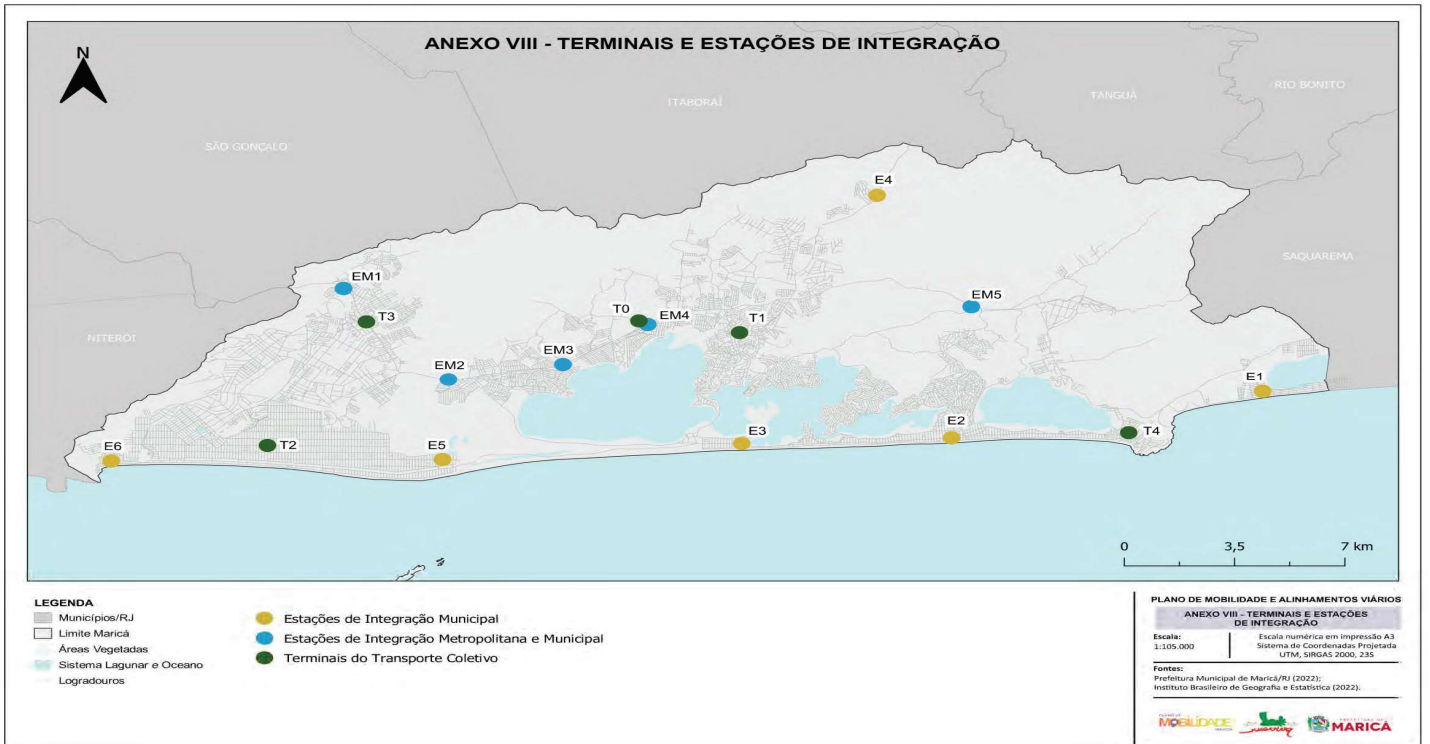 ANEXO VIII - TERMINAIS E ESTAÇÕES DE INTEGRAÇÃO
N
ITABORAÍ
TANGUÁ
RIO BONITO
SÃO GONÇALO
E4
SAQUAREMA
EM1
EM5
T3
T0
EM4
T1
NITERÓI
EM3
EM2
E1
E6
T2
E5
E3
E2
T4
0 3,5 7 km
LEGENDA
Municípios/RJ
Limite Maricá
Áreas Vegetadas
Sistema Lagunar e Oceano
Logradouros
Estações de Integração Municipal
Estações de Integração Metropolitana e Municipal
Terminais do Transporte Coletivo
PLANO DE MOBILIDADE E ALINHAMENTOS VIÁRIOS
ANEXO VIII - TERMINAIS E ESTAÇÕES
DE INTEGRAÇÃO
Escala:
1:105.000
Escala numérica em impressão A3
Sistema de Coordenadas Projetada
UTM, SIRGAS 2000, 23S
Fontes:
Prefeitura Municipal de Maricá/RJ (2022);
Instituto Brasileiro de Geografia e Estatística (2022).
MOBILIDADE
PREFEITURA DE
MARICÁ